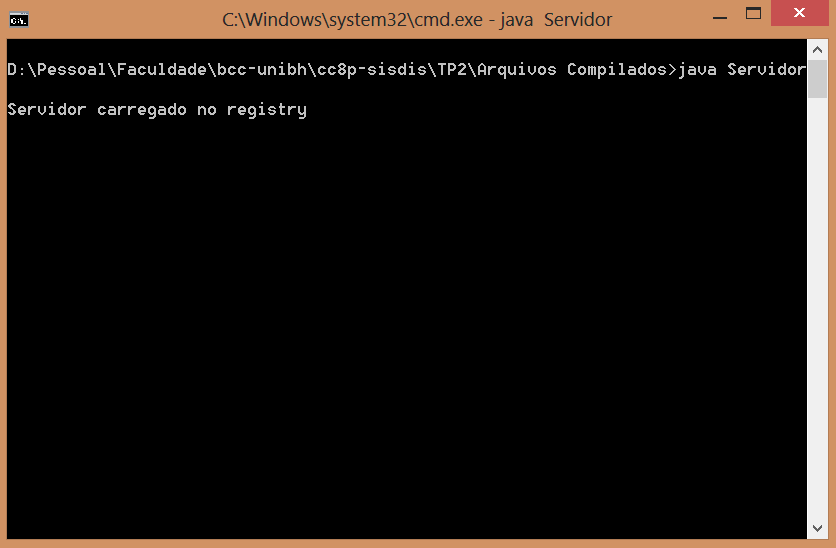 C:\Windows\system32\cmd.exe - java  Servidor
D:\Pessoal\Faculdade\bcc-unibh\cc8p-sisdis\TP2\Arquivos Compilados>java Servidor
Servidor carregado no registry